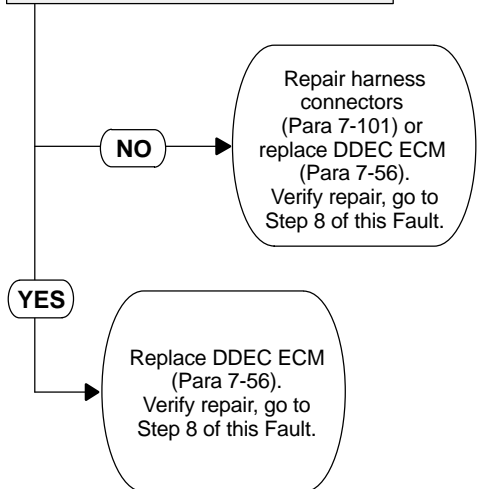 NO
Repair harness
connectors
(Para 7-101) or
replace DDEC ECM
(Para 7-56).
Verify repair, go to
Step 8 of this Fault.
YES
Replace DDEC ECM
(Para 7-56).
Verify repair, go to
Step 8 of this Fault.